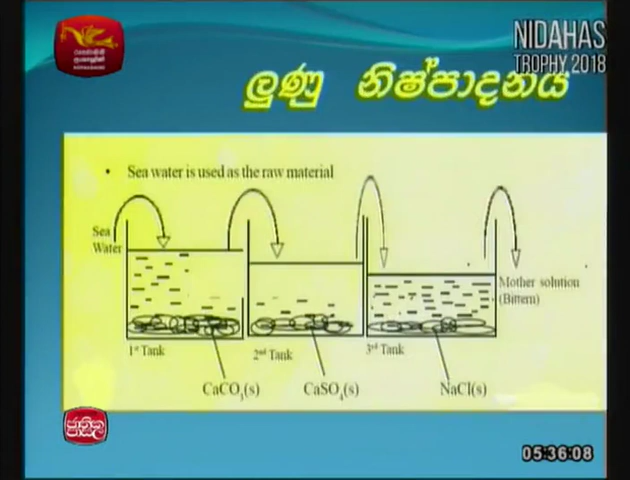 NIDAHAS
TROPHY 2018
ලුණු නිෂ්පාදනය
• Sea water is used as the raw material
Sea
Water
Mother solution
(Bittern)
1st Tank
2nd Tank
3rd Tank
CaCO3(s)
CaSO4(s)
NaCl(s)
ජාතික
05:36:08